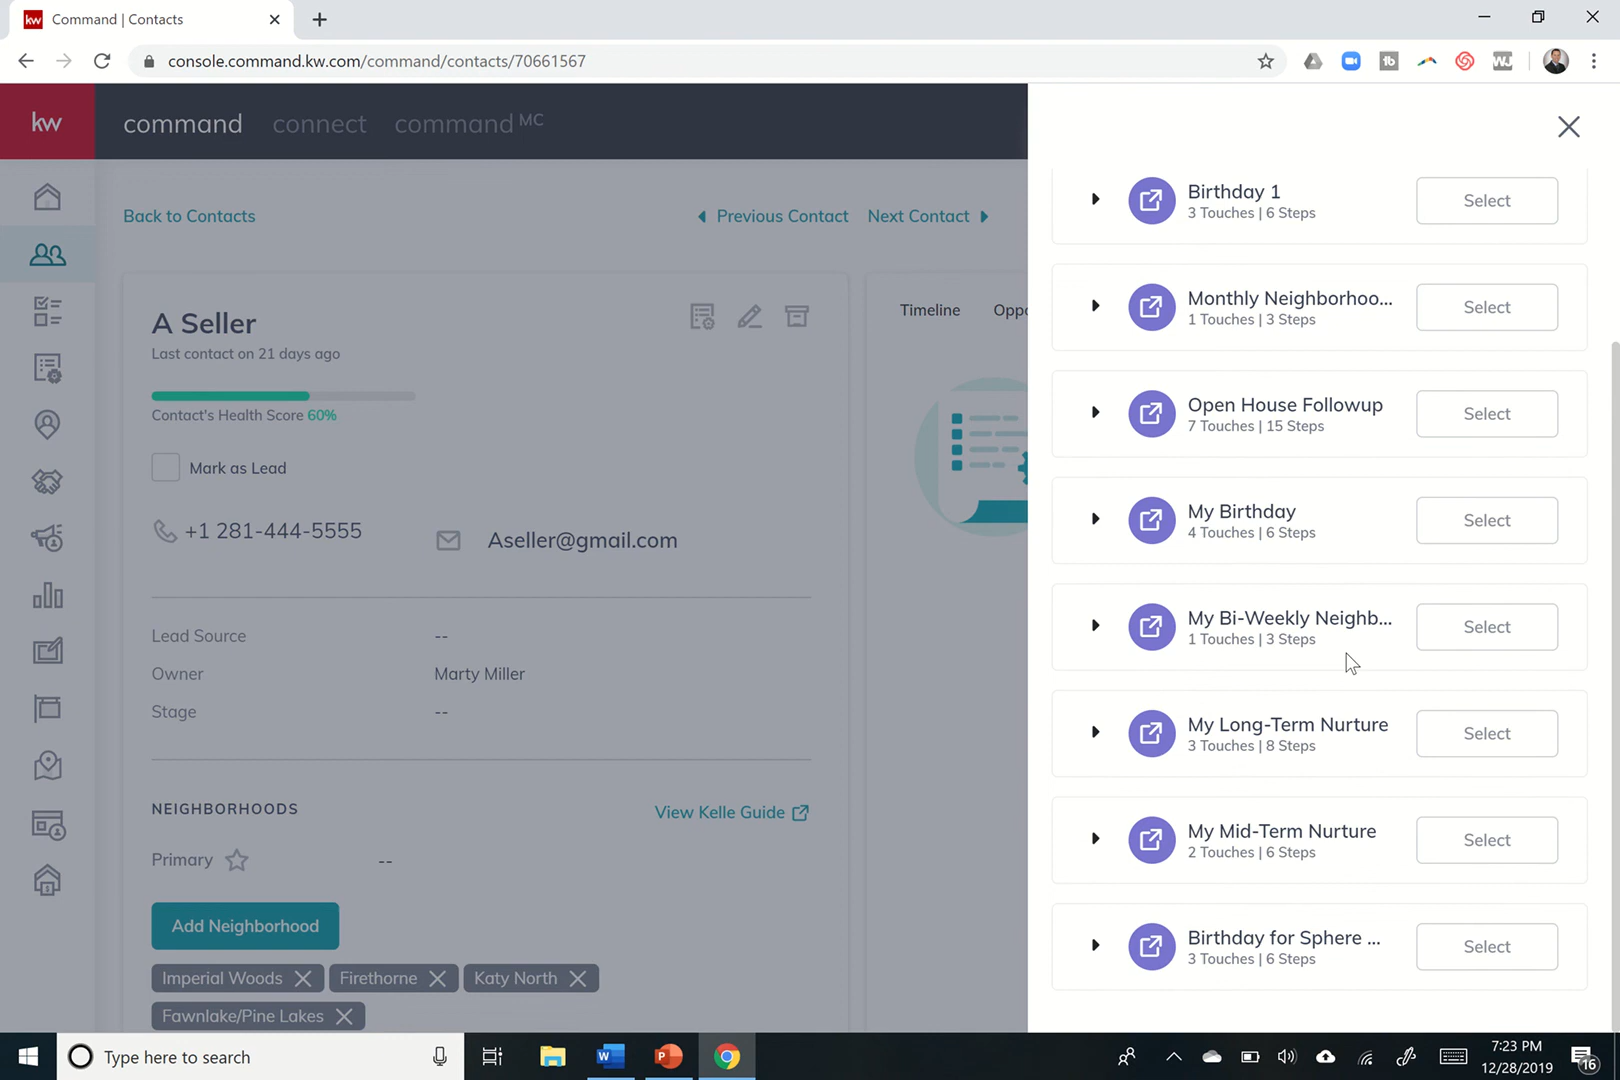 kw Command | Contacts
console.command.kw.com/command/contacts/70661567
kw command connect command MC
Back to Contacts Previous Contact Next Contact
A Seller
Last contact on 21 days ago
Contact's Health Score 60%
Mark as Lead
+1 281-444-5555 Aseller@gmail.com
Lead Source --
Owner Marty Miller
Stage --
NEIGHBORHOODS View Kelle Guide
Primary --
Add Neighborhood
Imperial Woods Firethorne Katy North
Fawnlake/Pine Lakes
Timeline Oppo
Birthday 1 Select
3 Touches | 6 Steps
Monthly Neighborhoo... Select
1 Touches | 3 Steps
Open House Followup Select
7 Touches | 15 Steps
My Birthday Select
4 Touches | 6 Steps
My Bi-Weekly Neighb... Select
1 Touches | 3 Steps
My Long-Term Nurture Select
3 Touches | 8 Steps
My Mid-Term Nurture Select
2 Touches | 6 Steps
Birthday for Sphere ... Select
3 Touches | 6 Steps
Type here to search
7:23 PM
12/28/2019
16